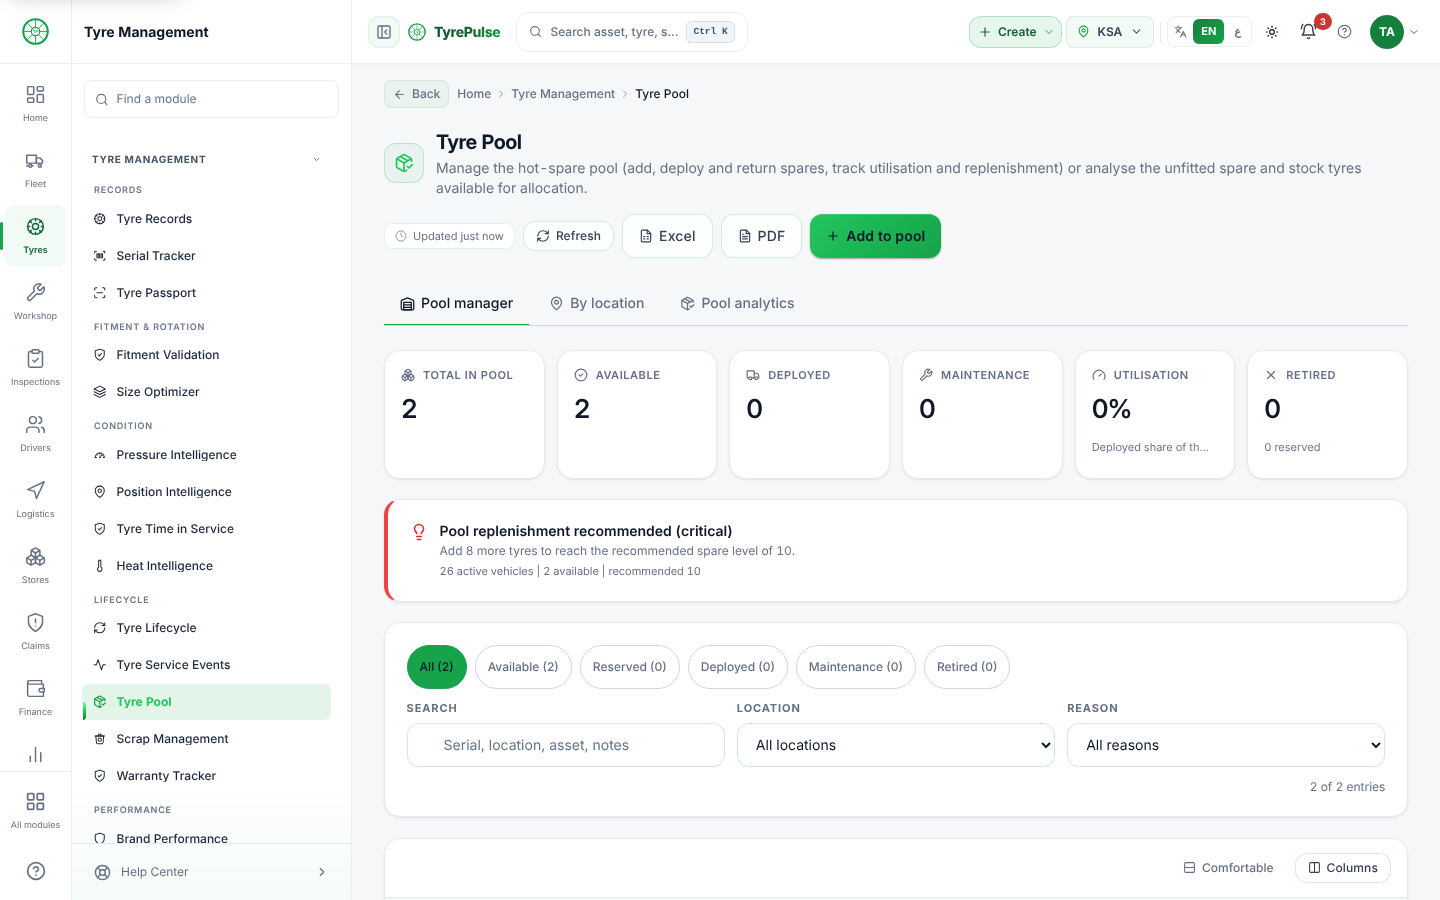 Tyre Management
TyrePulse
Search asset, tyre, s...
Ctrl K
Create
KSA
EN
ع
3
TA
Home
Fleet
Tyres
Workshop
Inspections
Drivers
Logistics
Stores
Claims
Finance
All modules
Find a module
TYRE MANAGEMENT
RECORDS
Tyre Records
Serial Tracker
Tyre Passport
FITMENT & ROTATION
Fitment Validation
Size Optimizer
CONDITION
Pressure Intelligence
Position Intelligence
Tyre Time in Service
Heat Intelligence
LIFECYCLE
Tyre Lifecycle
Tyre Service Events
Tyre Pool
Scrap Management
Warranty Tracker
PERFORMANCE
Brand Performance
Help Center
Back
Home
Tyre Management
Tyre Pool
Tyre Pool
Manage the hot-spare pool (add, deploy and return spares, track utilisation and replenishment) or analyse the unfitted spare and stock tyres
available for allocation.
Updated just now
Refresh
Excel
PDF
Add to pool
Pool manager
By location
Pool analytics
TOTAL IN POOL
2
AVAILABLE
2
DEPLOYED
0
MAINTENANCE
0
UTILISATION
0%
Deployed share of th...
RETIRED
0
0 reserved
Pool replenishment recommended (critical)
Add 8 more tyres to reach the recommended spare level of 10.
26 active vehicles | 2 available | recommended 10
All (2)
Available (2)
Reserved (0)
Deployed (0)
Maintenance (0)
Retired (0)
SEARCH
Serial, location, asset, notes
LOCATION
All locations
REASON
All reasons
2 of 2 entries
Comfortable
Columns